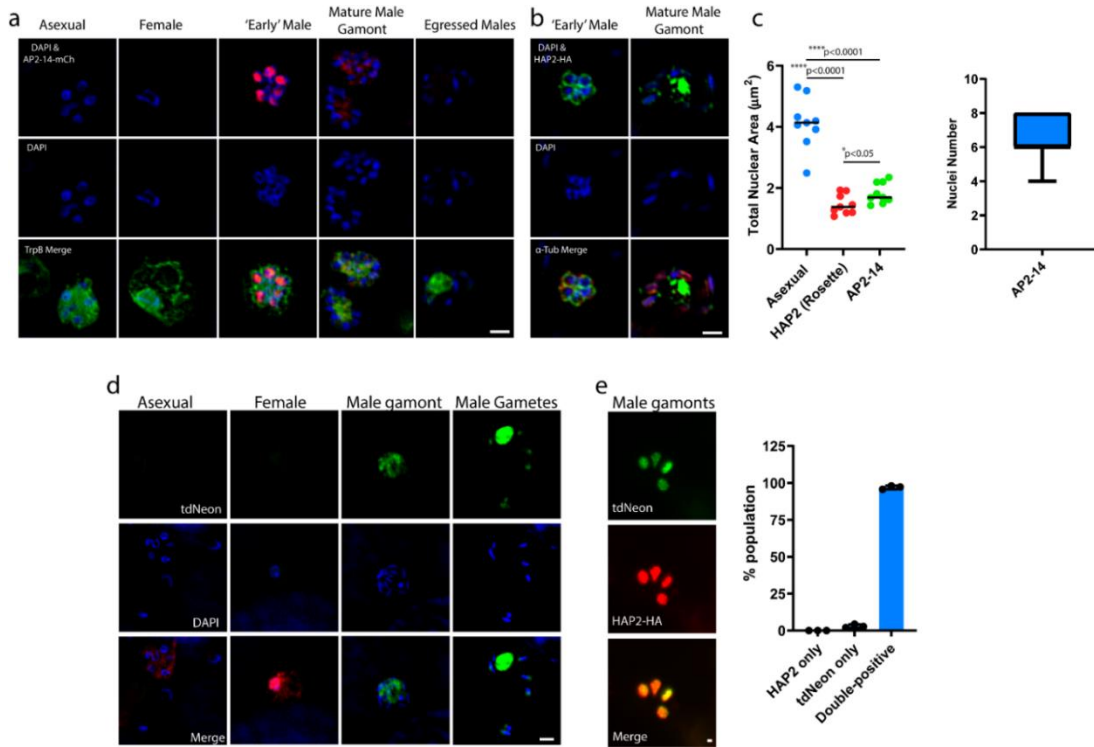 a
Asexual
Female
'Early' Male
Mature Male
Gamont
Egressed Males
DAPI &
AP2-14-mCh
DAPI
TrpB Merge
b
'Early' Male
Mature Male
Gamont
DAPI &
HAP2-HA
DAPI
α-Tub Merge
c
Total Nuclear Area (μm²)
6
4
2
0
****p<0.0001
****p<0.0001
*p<0.05
Asexual
HAP2 (Rosette)
AP2-14
Nuclei Number
10
8
6
4
2
0
AP2-14
d
Asexual
Female
Male gamont
Male Gametes
tdNeon
DAPI
Merge
e
Male gamonts
tdNeon
HAP2-HA
Merge
% population
125
100
75
50
25
0
HAP2 only
tdNeon only
Double-positive